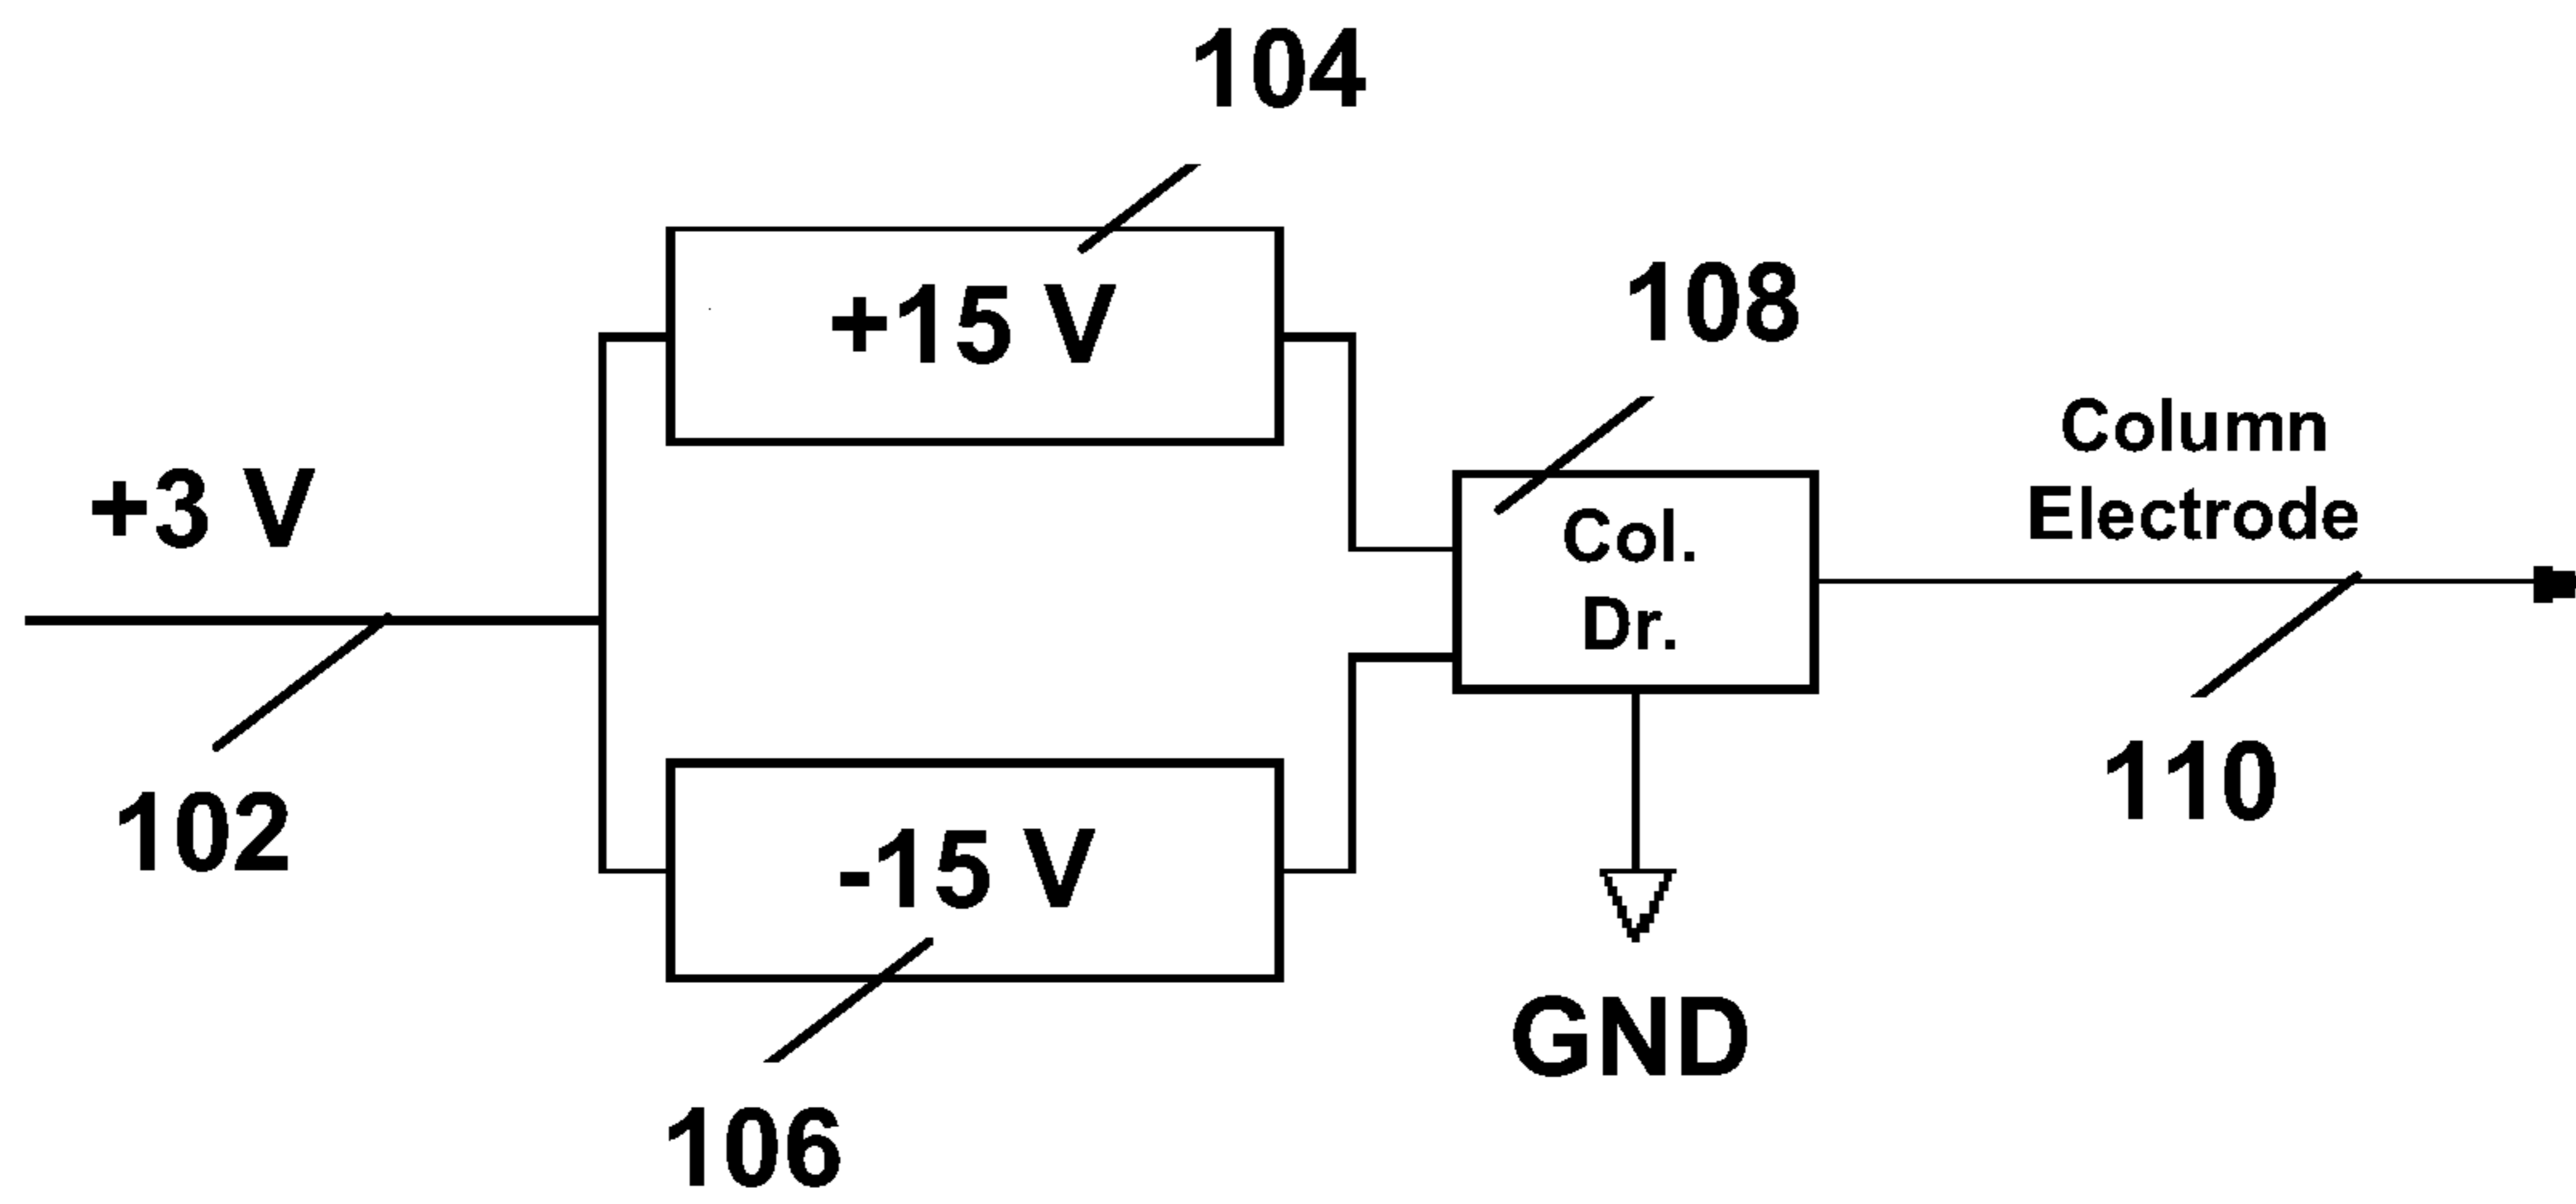 104
+15 V
108
Column
Electrode
+3 V
Col.
Dr.
102
110
-15 V
GND
106